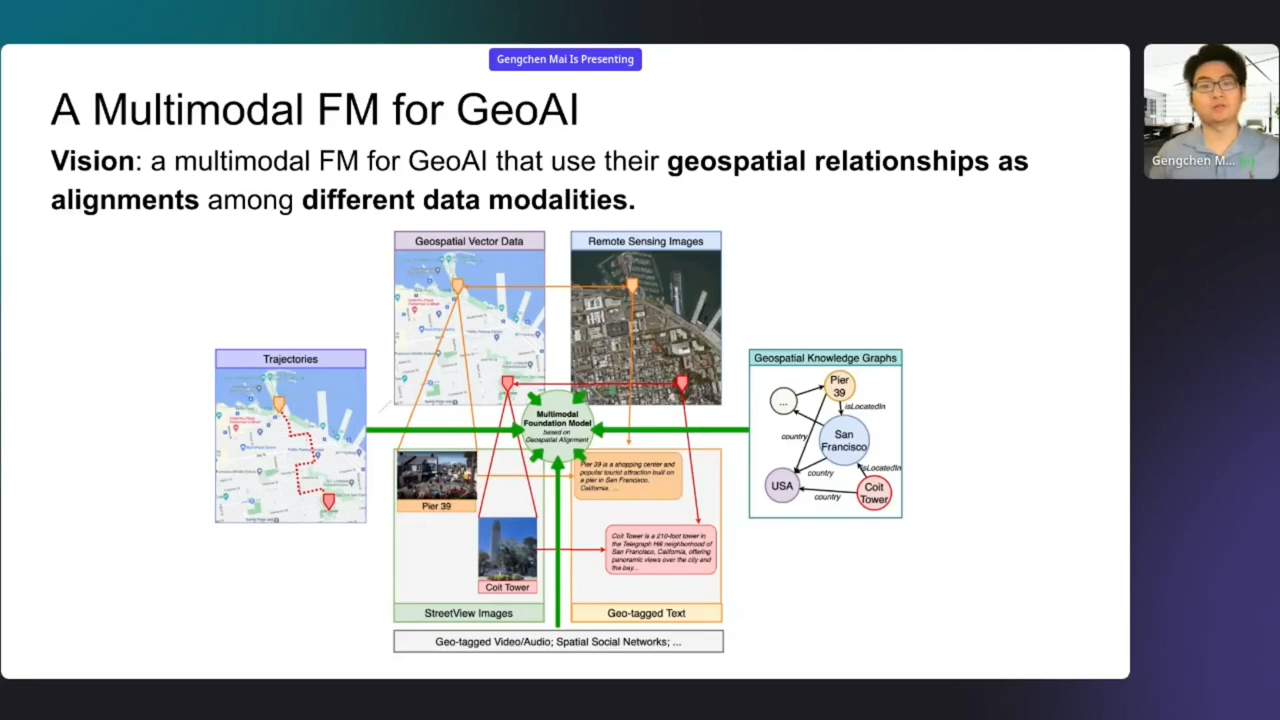 Gengchen Mai Is Presenting
A Multimodal FM for GeoAI
Vision: a multimodal FM for GeoAI that use their geospatial relationships as
alignments among different data modalities.
Geospatial Vector Data
Remote Sensing Images
Trajectories
Geospatial Knowledge Graphs
Multimodal
Foundation Model
based on
Geospatial Alignment
Pier
39
...
isLocatedIn
country
San
Francisco
isLocatedIn
country
USA
country
Coit
Tower
Pier 39
Pier 39 is a shopping center and
popular tourist attraction built on
a pier in San Francisco,
California. ...
Coit Tower is a 210-foot tower in
the Telegraph Hill neighborhood of
San Francisco, California, offering
panoramic views over the city and
the bay...
Coit Tower
StreetView Images
Geo-tagged Text
Geo-tagged Video/Audio; Spatial Social Networks; ...
Gengchen M...